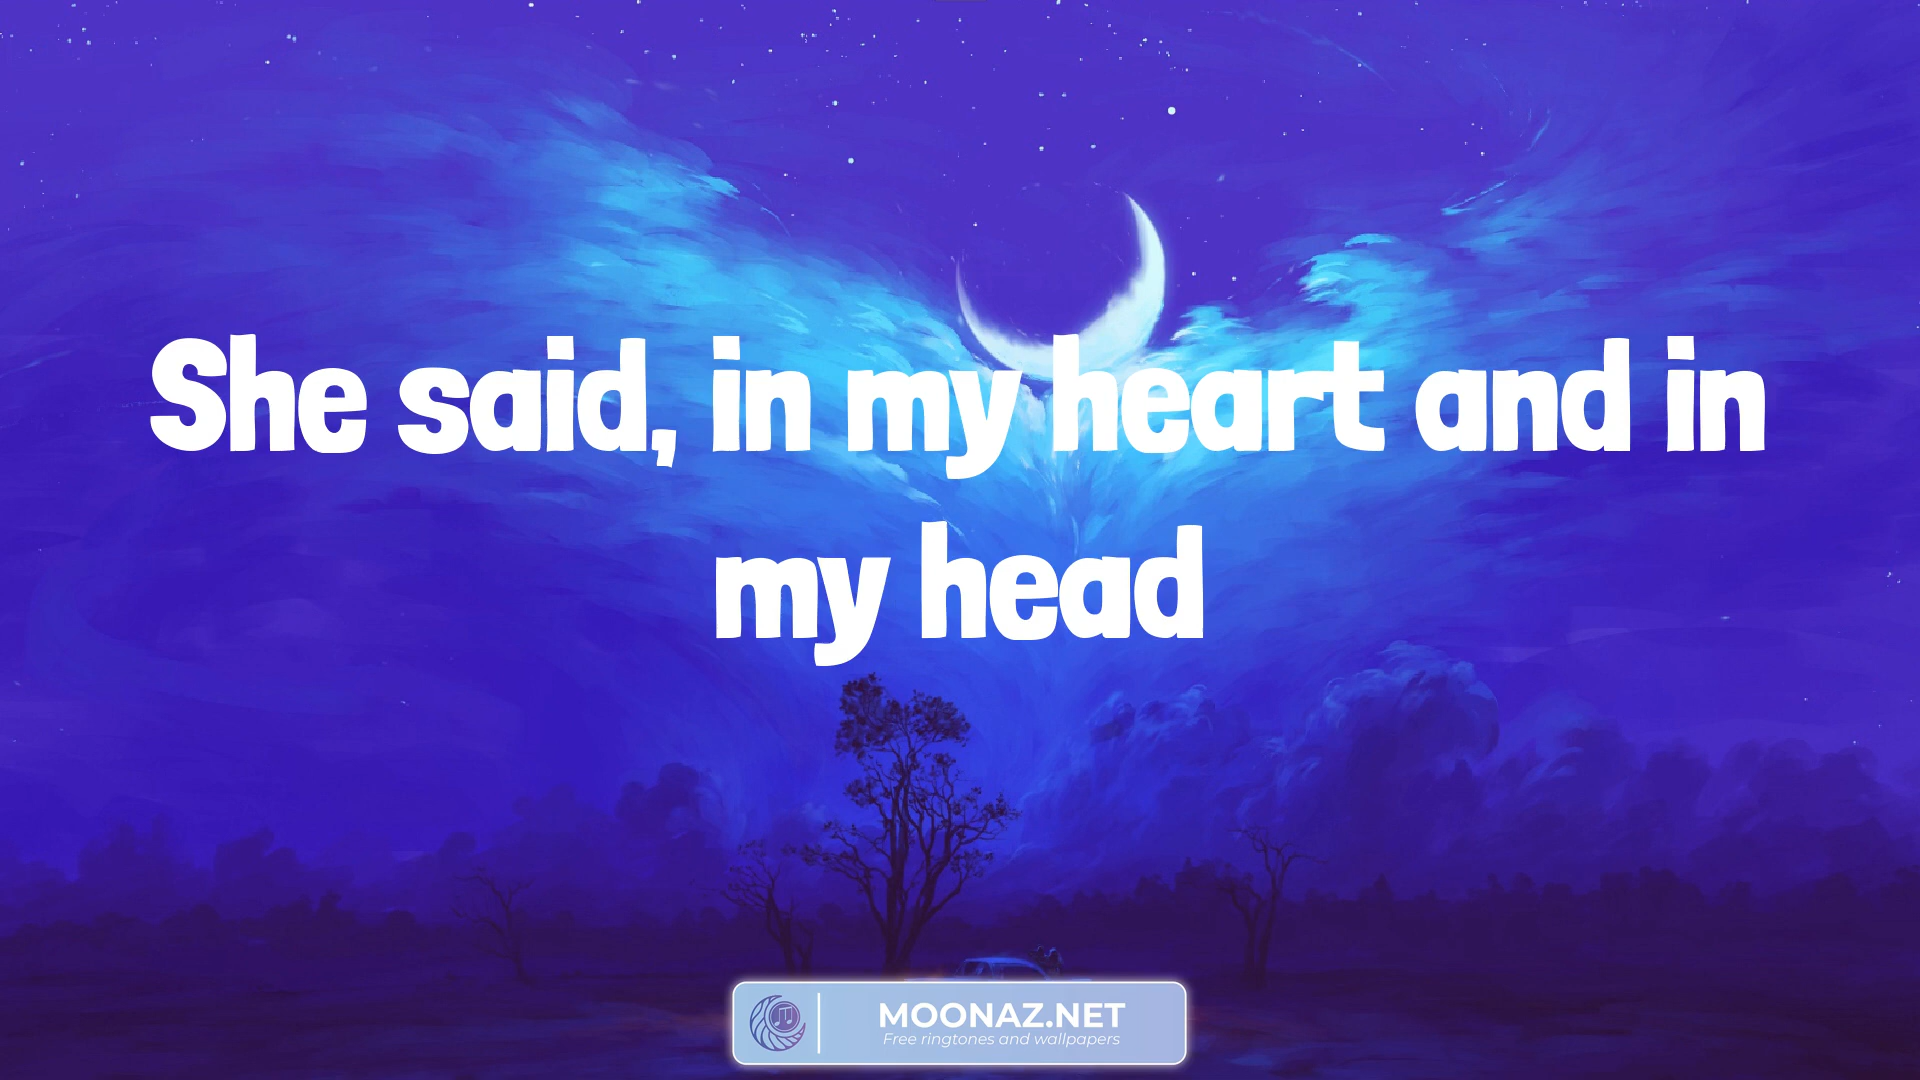 She said, in my heart and in
my head
MOONAZ.NET
Free ringtones and wallpapers